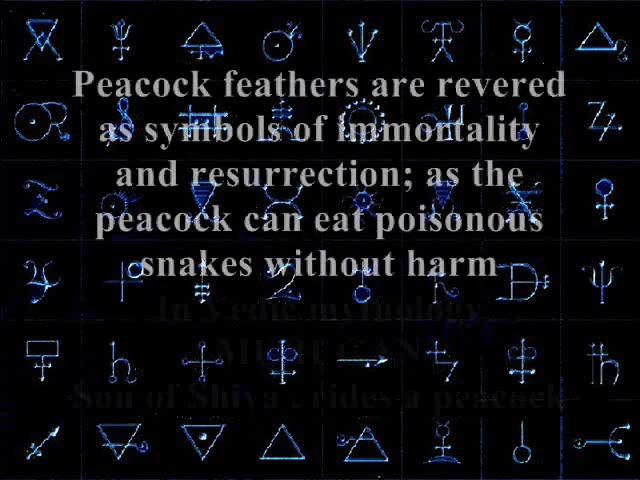 Peacock feathers are revered
as symbols of immortality
and resurrection; as the
peacock can eat poisonous
snakes without harm
In Vedic mythology
MURUGAN
Son of Shiva , rides a peacock